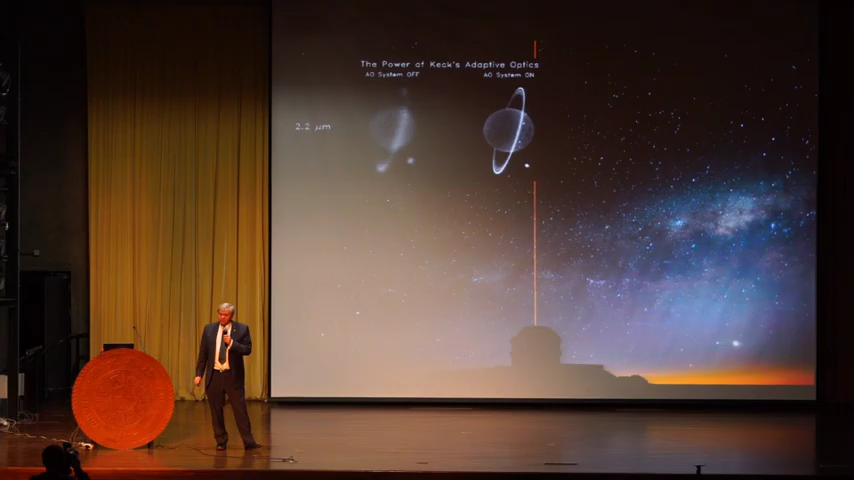 The Power of Keck's Adaptive Optics
AO System OFF AO System ON
2.2 μm